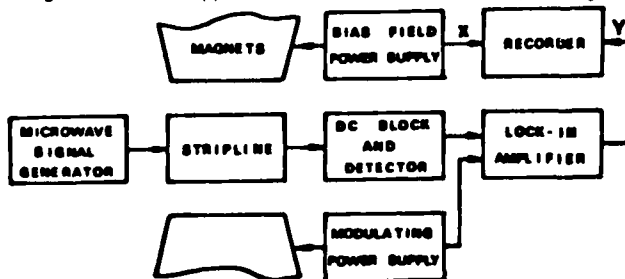 MAGNETS
BIAS FIELD
POWER SUPPLY
X
RECORDER
Y
MICROWAVE
SIGNAL
GENERATOR
STRIPLINE
DC BLOCK
AND
DETECTOR
LOCK-IN
AMPLIFIER
MODULATING
POWER SUPPLY